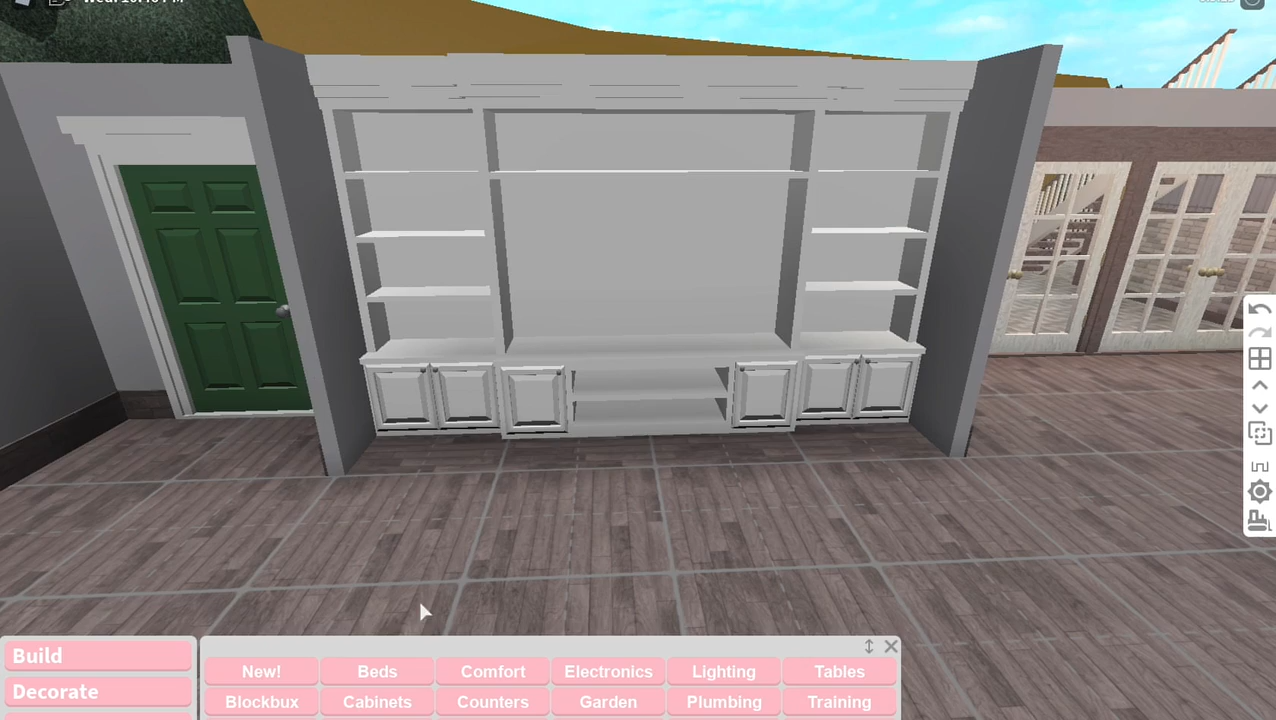 Build
Decorate
New! Beds Comfort Electronics Lighting Tables
Blockbux Cabinets Counters Garden Plumbing Training